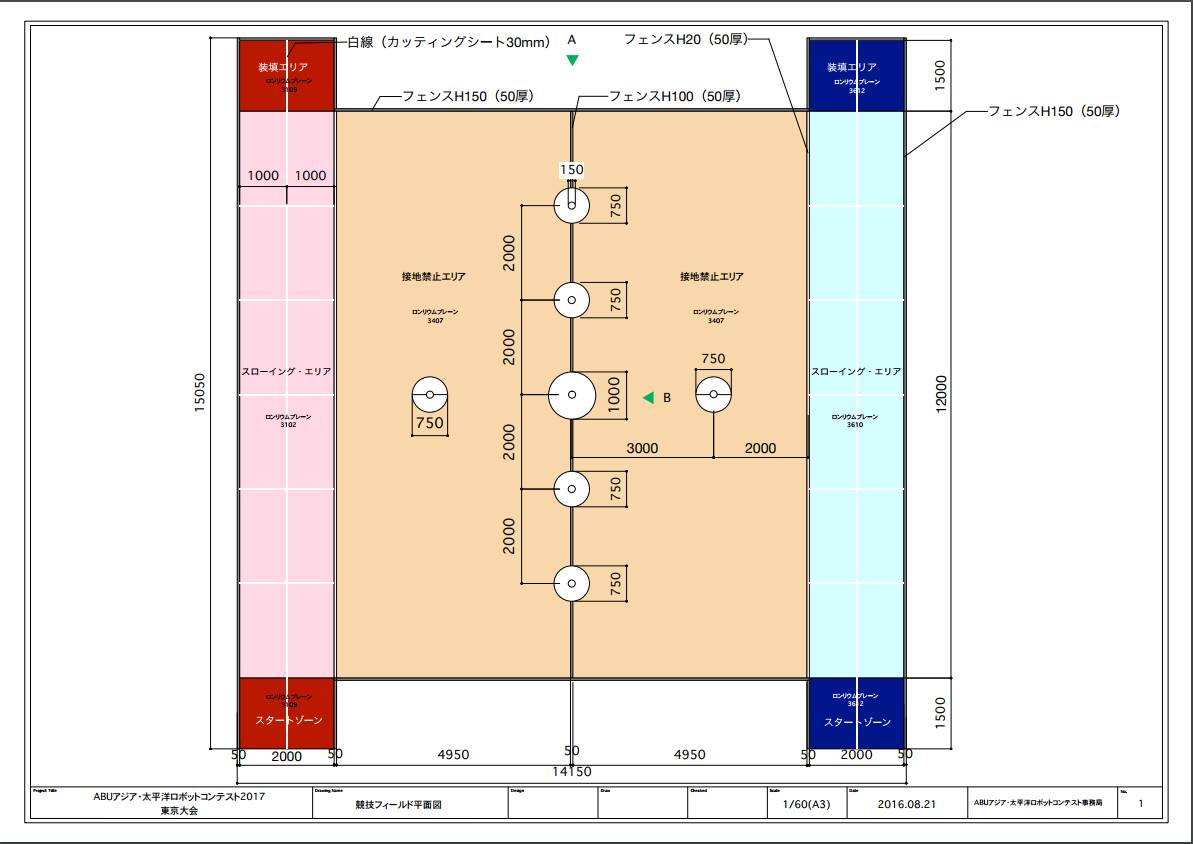 白線（カッティングシート30mm）
A
フェンスH20（50厚）
装填エリア
ロンリウムプレーン
3109
装填エリア
ロンリウムプレーン
3612
1500
フェンスH150（50厚）
フェンスH100（50厚）
フェンスH150（50厚）
150
1000
1000
750
2000
接地禁止エリア
接地禁止エリア
750
ロンリウムプレーン
3407
ロンリウムプレーン
3407
2000
750
スローイング・エリア
スローイング・エリア
15050
1000
B
12000
ロンリウムプレーン
3102
750
ロンリウムプレーン
3610
2000
3000
2000
750
2000
750
ロンリウムプレーン
3109
スタートゾーン
ロンリウムプレーン
3612
スタートゾーン
1500
50
2000
50
4950
50
4950
50
2000
50
14150
Project Title
ABUアジア・太平洋ロボットコンテスト2017
東京大会
Drawing Name
競技フィールド平面図
Design
Draw
Checked
Scale
1/60(A3)
Date
2016.08.21
ABUアジア・太平洋ロボットコンテスト事務局
No.
1